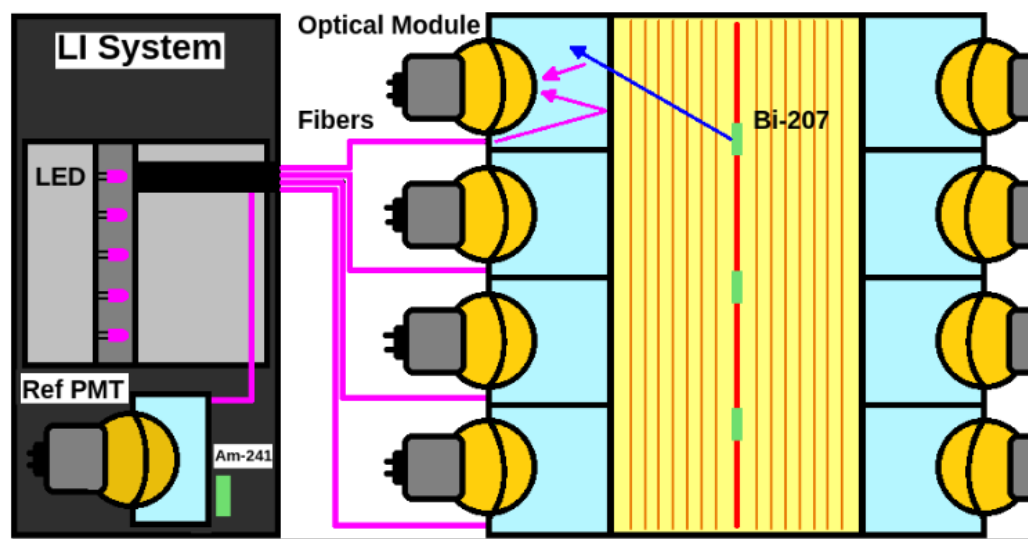 LI System
Optical Module
Fibers
Bi-207
LED
Ref PMT
Am-241